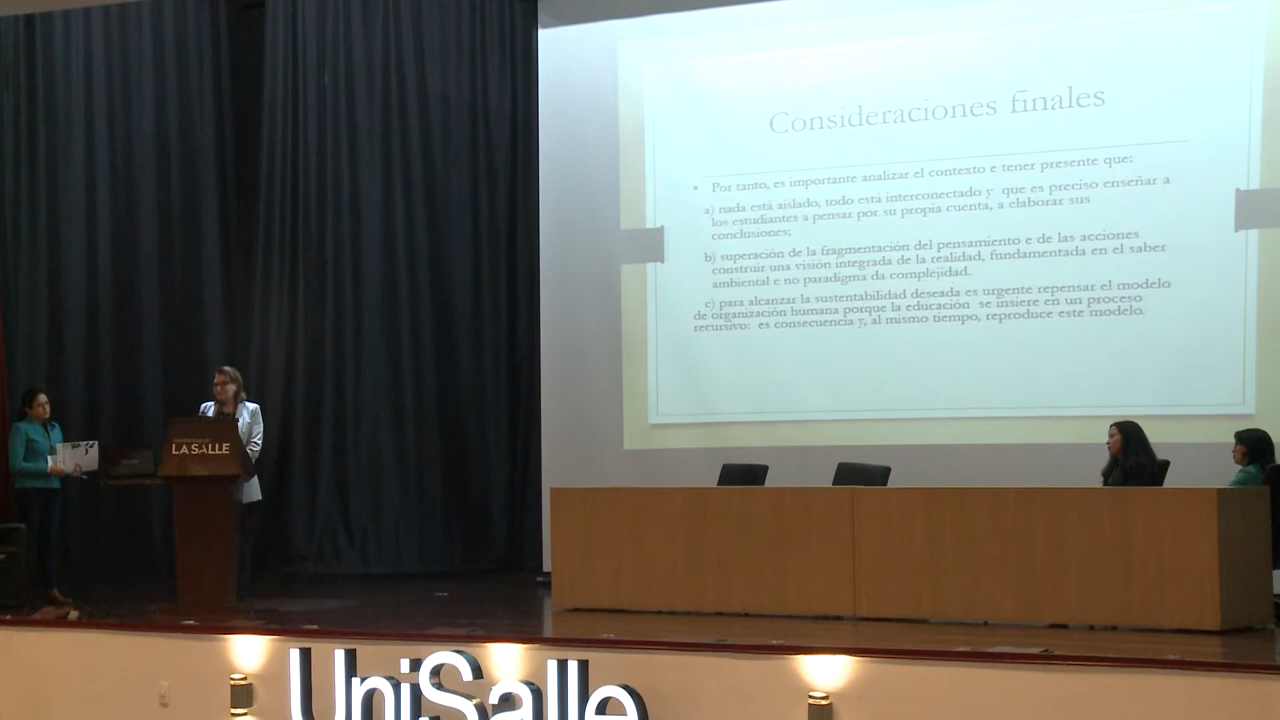 Consideraciones finales
• Por tanto, es importante analizar el contexto e tener presente que:
a) nada está aislado, todo está interconectado y que es preciso enseñar a
los estudiantes a pensar por su propia cuenta, a elaborar sus
conclusiones;
b) superación de la fragmentación del pensamiento e de las acciones
construir una visión integrada de la realidad, fundamentada en el saber
ambiental e no paradigma da complejidad.
c) para alcanzar la sustentabilidad deseada es urgente repensar el modelo
de organización humana porque la educación se insiere en un proceso
recursivo: es consecuencia y, al mismo tiempo, reproduce este modelo.
UNIVERSIDAD DE
LA SALLE
UniSalle